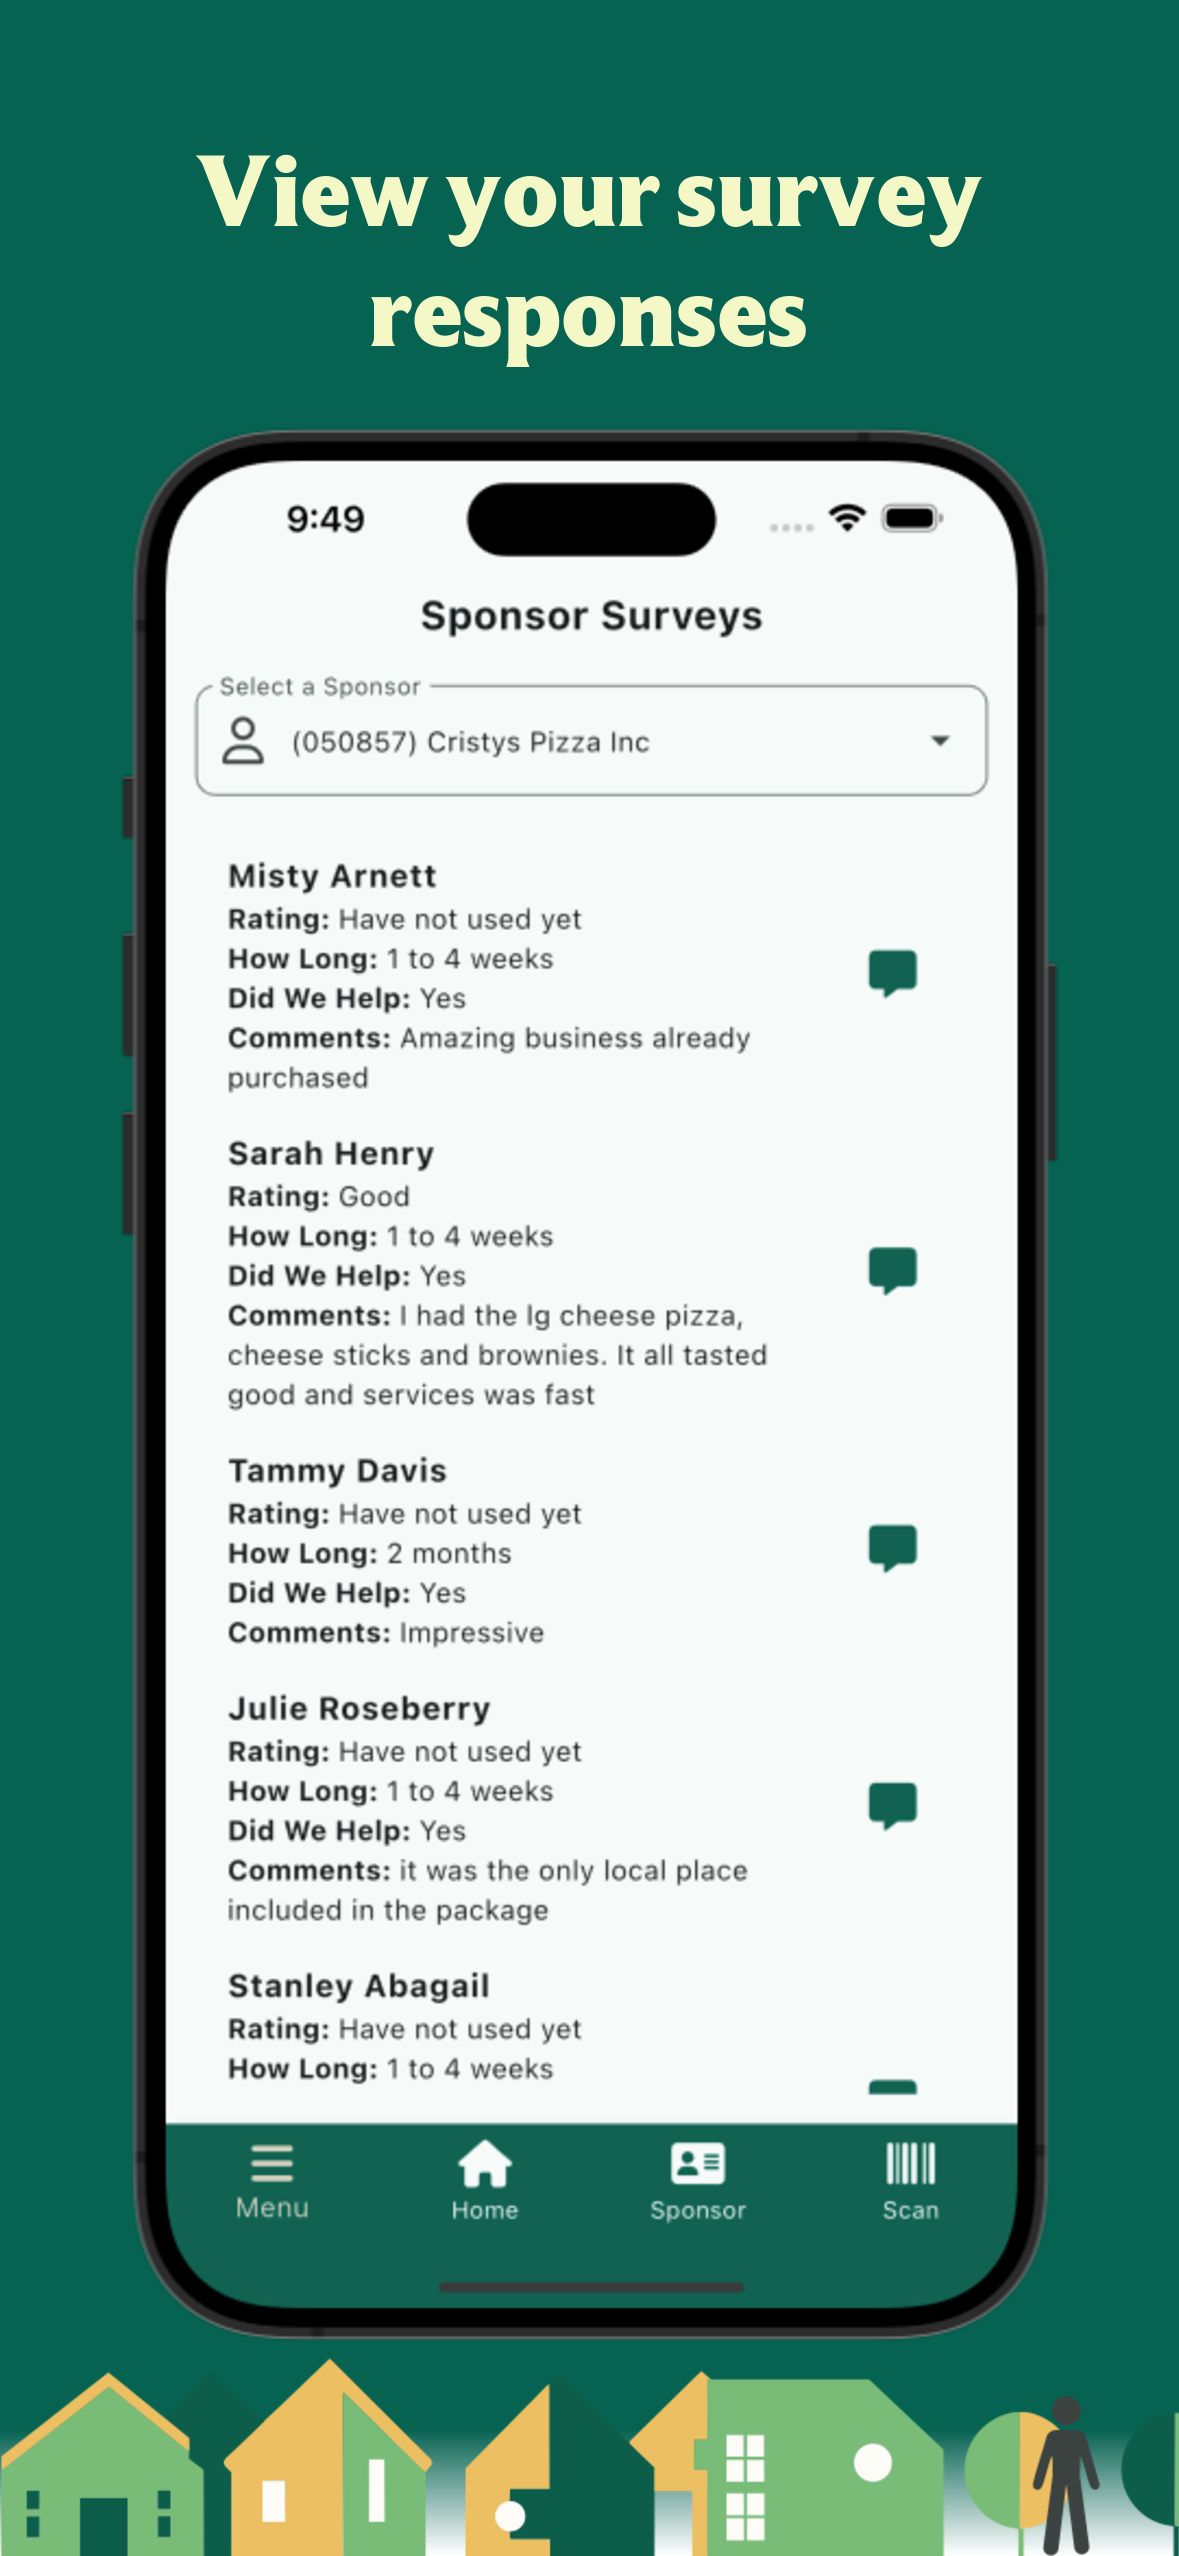 View your survey
responses
9:49
Sponsor Surveys
Select a Sponsor
(050857) Cristys Pizza Inc
Misty Arnett
Rating: Have not used yet
How Long: 1 to 4 weeks
Did We Help: Yes
Comments: Amazing business already
purchased
Sarah Henry
Rating: Good
How Long: 1 to 4 weeks
Did We Help: Yes
Comments: I had the lg cheese pizza,
cheese sticks and brownies. It all tasted
good and services was fast
Tammy Davis
Rating: Have not used yet
How Long: 2 months
Did We Help: Yes
Comments: Impressive
Julie Roseberry
Rating: Have not used yet
How Long: 1 to 4 weeks
Did We Help: Yes
Comments: it was the only local place
included in the package
Stanley Abagail
Rating: Have not used yet
How Long: 1 to 4 weeks
Menu
Home
Sponsor
Scan